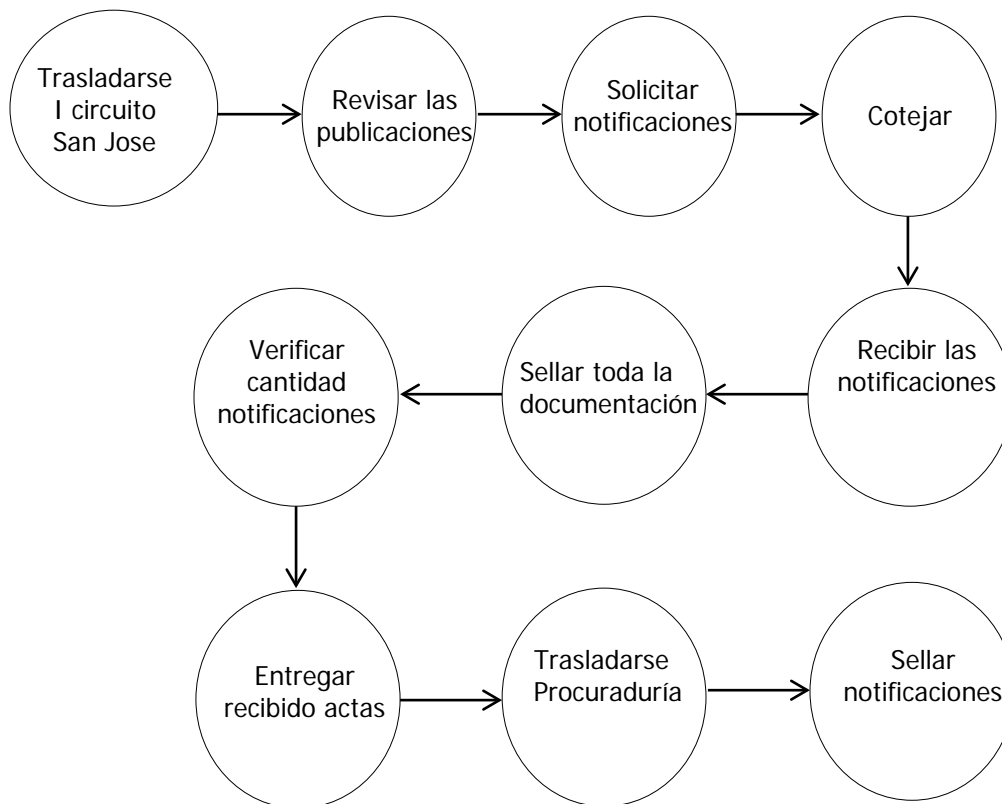 Trasladarse
I circuito
San Jose
Revisar las
publicaciones
Solicitar
notificaciones
Cotejar
Recibir las
notificaciones
Sellar toda la
documentación
Verificar
cantidad
notificaciones
Entregar
recibido actas
Trasladarse
Procuraduría
Sellar
notificaciones